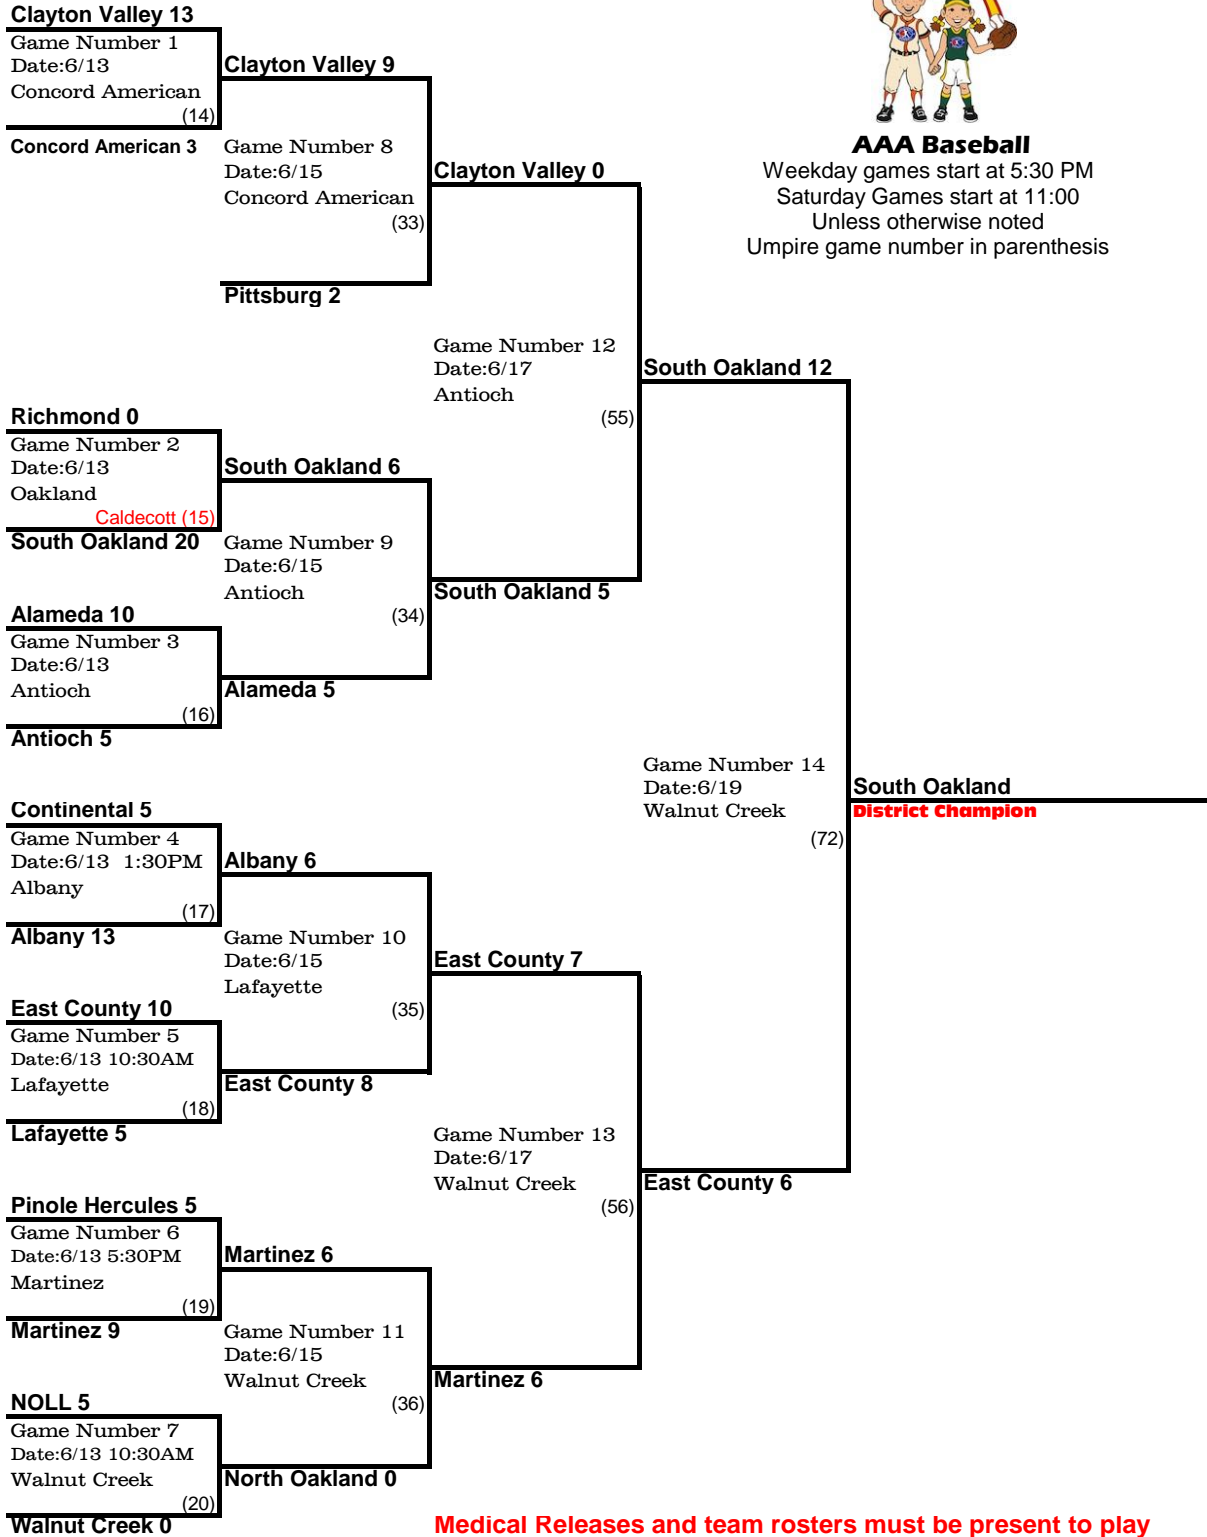 Clayton Valley 13
Game Number 1
Date:6/13
Concord American
(14)
Concord American 3
Clayton Valley 9
Game Number 8
Date:6/15
Concord American
(33)
Pittsburg 2
Clayton Valley 0
AAA Baseball
Weekday games start at 5:30 PM
Saturday Games start at 11:00
Unless otherwise noted
Umpire game number in parenthesis
Game Number 12
Date:6/17
Antioch
(55)
South Oakland 12
Richmond 0
Game Number 2
Date:6/13
Oakland
Caldecott (15)
South Oakland 20
South Oakland 6
Game Number 9
Date:6/15
Antioch
(34)
South Oakland 5
Alameda 10
Game Number 3
Date:6/13
Antioch
(16)
Antioch 5
Alameda 5
Game Number 14
Date:6/19
Walnut Creek
(72)
South Oakland
District Champion
Continental 5
Game Number 4
Date:6/13 1:30PM
Albany
(17)
Albany 13
Albany 6
Game Number 10
Date:6/15
Lafayette
(35)
East County 7
East County 10
Game Number 5
Date:6/13 10:30AM
Lafayette
(18)
Lafayette 5
East County 8
Game Number 13
Date:6/17
Walnut Creek
(56)
East County 6
Pinole Hercules 5
Game Number 6
Date:6/13 5:30PM
Martinez
(19)
Martinez 9
Martinez 6
Game Number 11
Date:6/15
Walnut Creek
(36)
Martinez 6
NOLL 5
Game Number 7
Date:6/13 10:30AM
Walnut Creek
(20)
Walnut Creek 0
North Oakland 0
Medical Releases and team rosters must be present to play